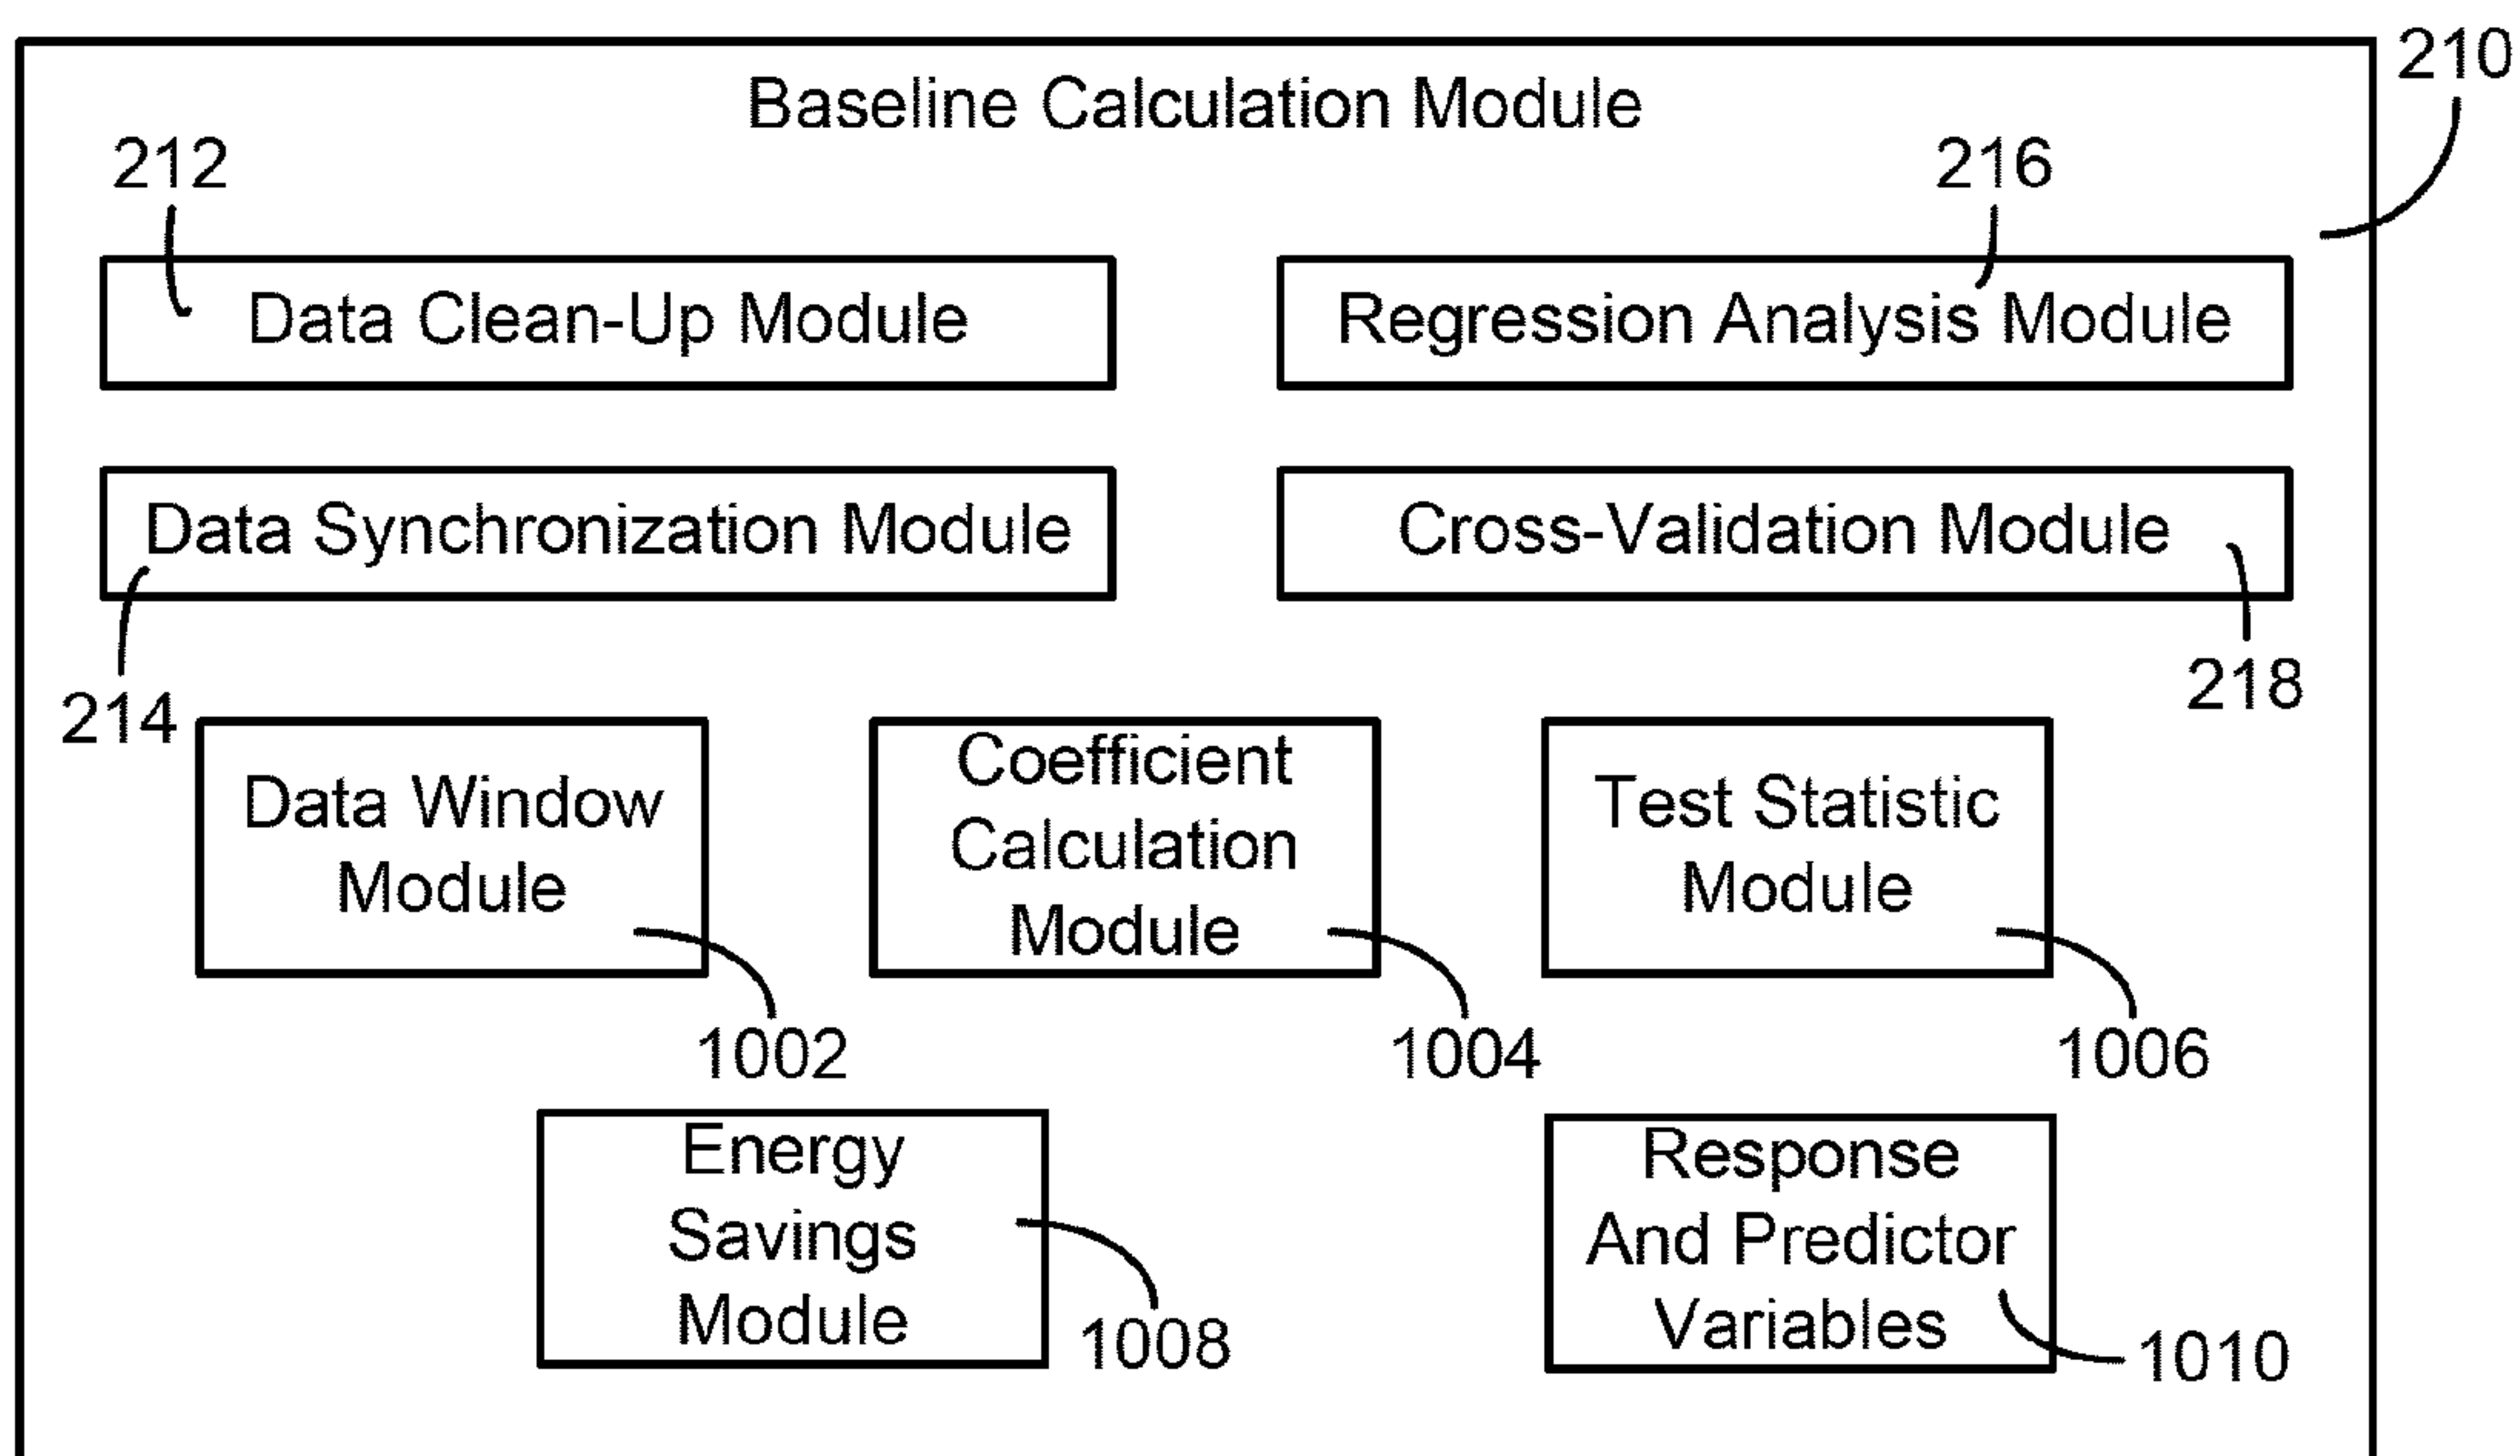 210
Baseline Calculation Module
212
216
Data Clean-Up Module
Regression Analysis Module
Data Synchronization Module
Cross-Validation Module
214
218
Data Window
Module
Coefficient
Calculation
Module
Test Statistic
Module
1002
1004
1006
Energy
Savings
Module
1008
Response
And Predictor
Variables
1010